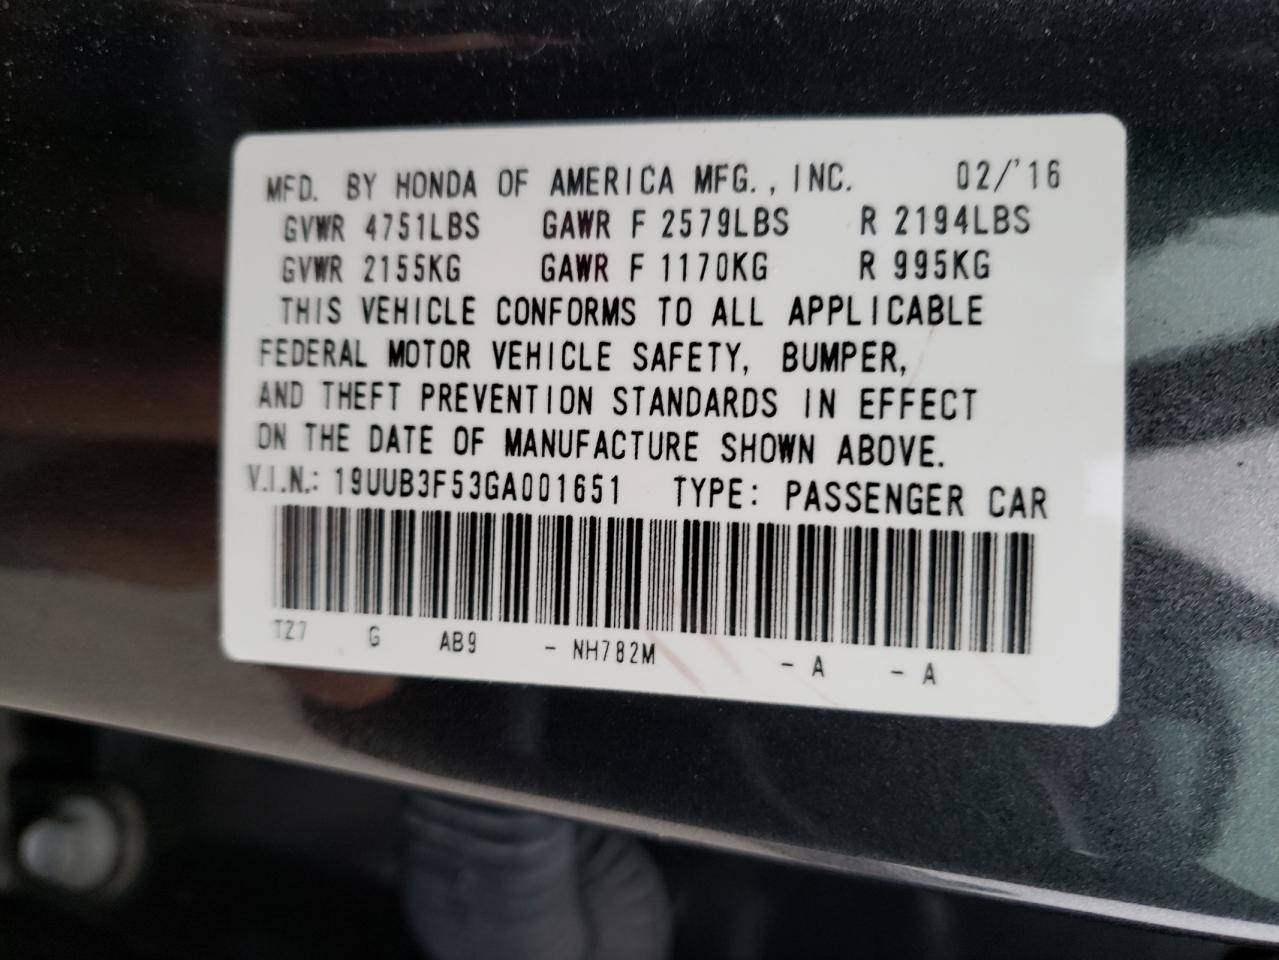 MFD. BY HONDA OF AMERICA MFG., INC. 02/'16
GVWR 4751LBS GAWR F 2579LBS R 2194LBS
GVWR 2155KG GAWR F 1170KG R 995KG
THIS VEHICLE CONFORMS TO ALL APPLICABLE
FEDERAL MOTOR VEHICLE SAFETY, BUMPER,
AND THEFT PREVENTION STANDARDS IN EFFECT
ON THE DATE OF MANUFACTURE SHOWN ABOVE.
V.I.N.: 19UUB3F53GA001651 TYPE: PASSENGER CAR
TZ7 G AB9 - NH782M - A - A